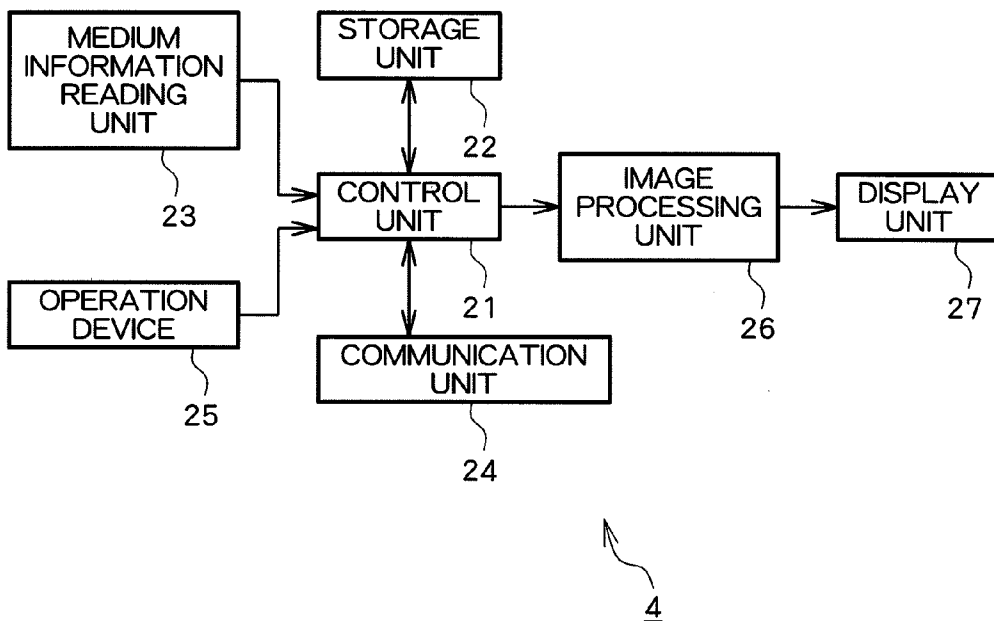 MEDIUM
INFORMATION
READING
UNIT
23
STORAGE
UNIT
22
CONTROL
UNIT
21
IMAGE
PROCESSING
UNIT
26
DISPLAY
UNIT
27
OPERATION
DEVICE
25
COMMUNICATION
UNIT
24
4